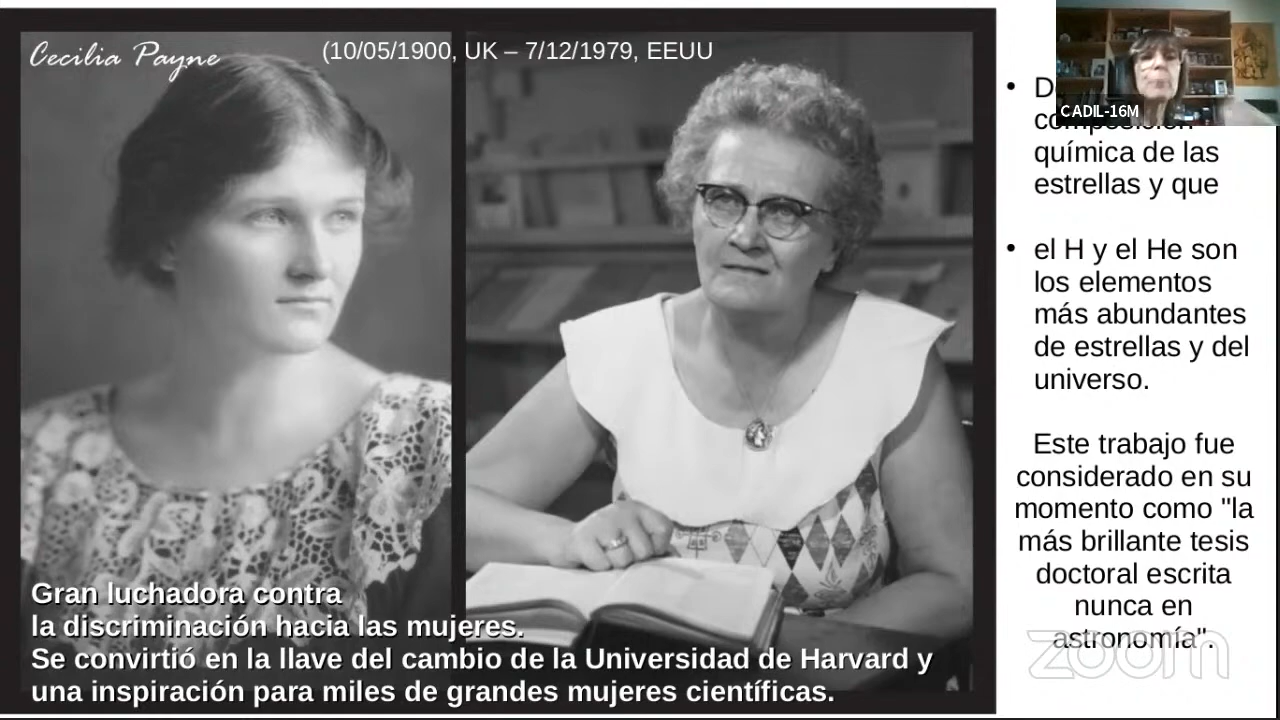 Cecilia Payne
(10/05/1900, UK – 7/12/1979, EEUU
Gran luchadora contra
la discriminación hacia las mujeres.
Se convirtió en la llave del cambio de la Universidad de Harvard y
una inspiración para miles de grandes mujeres científicas.
CADIL-16M
composición
química de las
estrellas y que
• el H y el He son
los elementos
más abundantes
de estrellas y del
universo.
Este trabajo fue
considerado en su
momento como "la
más brillante tesis
doctoral escrita
nunca en
astronomía".
zoom